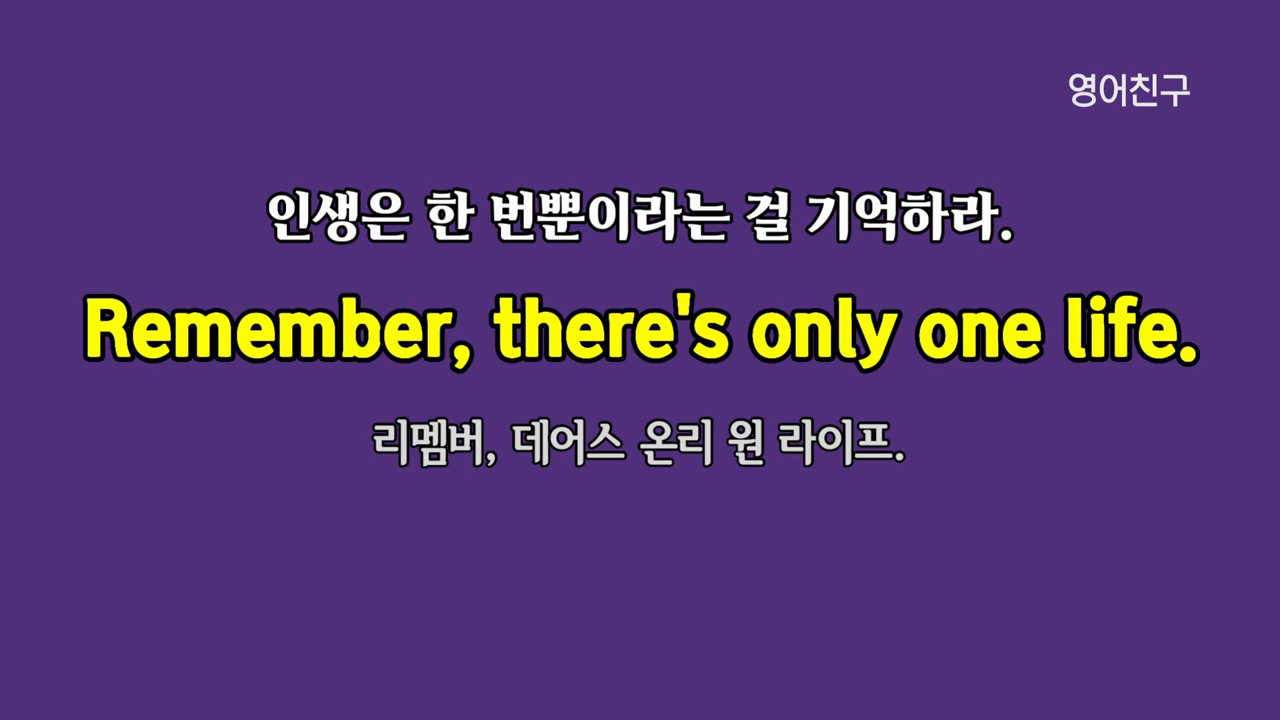 영어친구
인생은 한 번뿐이라는 걸 기억하라.
Remember, there's only one life.
리멤버, 데어스 온리 원 라이프.